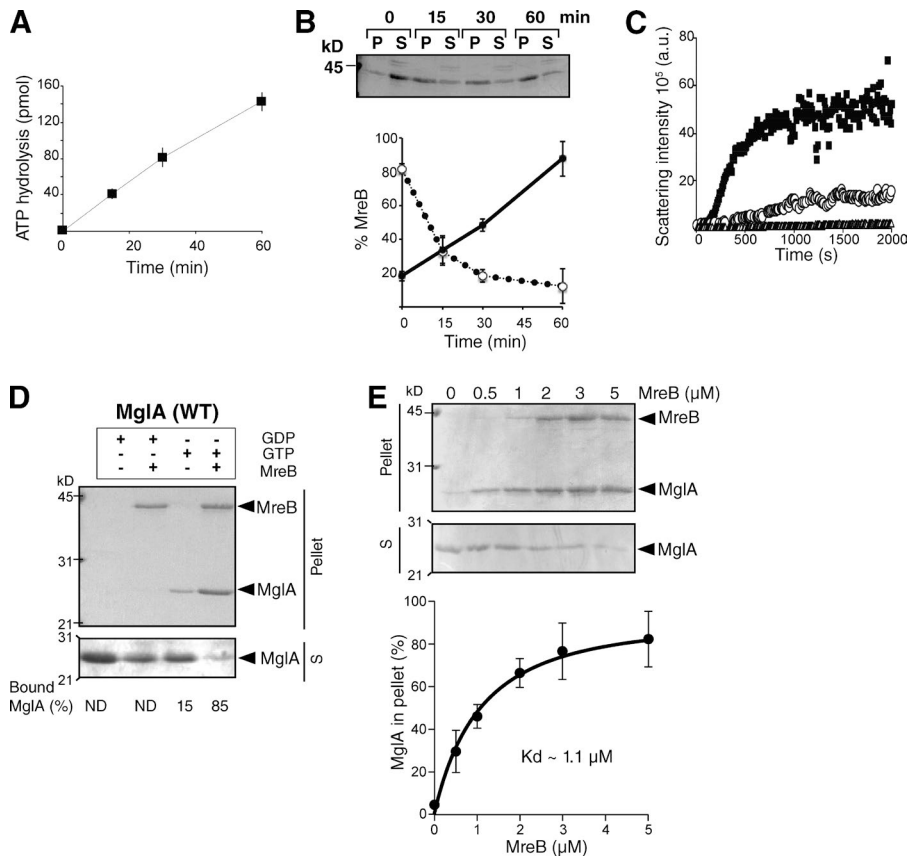 A
ATP hydrolysis (pmol)
160
120
80
40
0
0 20 40 60
Time (min)
B
0 15 30 60 min
P S P S P S P S
kD
45
% MreB
100
80
60
40
20
0 15 30 45 60
Time (min)
C
Scattering intensity 10⁵ (a.u.)
80
60
40
20
0 500 1000 1500 2000
Time (s)
D
MglA (WT)
+ + - - GDP
- - + + GTP
- + - + MreB
kD
45
31
21
MreB
MglA
Pellet
31
21
MglA
S
Bound
MglA (%) ND ND 15 85
E
kD 0 0.5 1 2 3 5 MreB (μM)
Pellet
45
31
MreB
MglA
S
31
21
MglA
MglA in pellet (%)
100
80
60
40
20
0
Kd ~ 1.1 μM
0 1 2 3 4 5
MreB (μM)